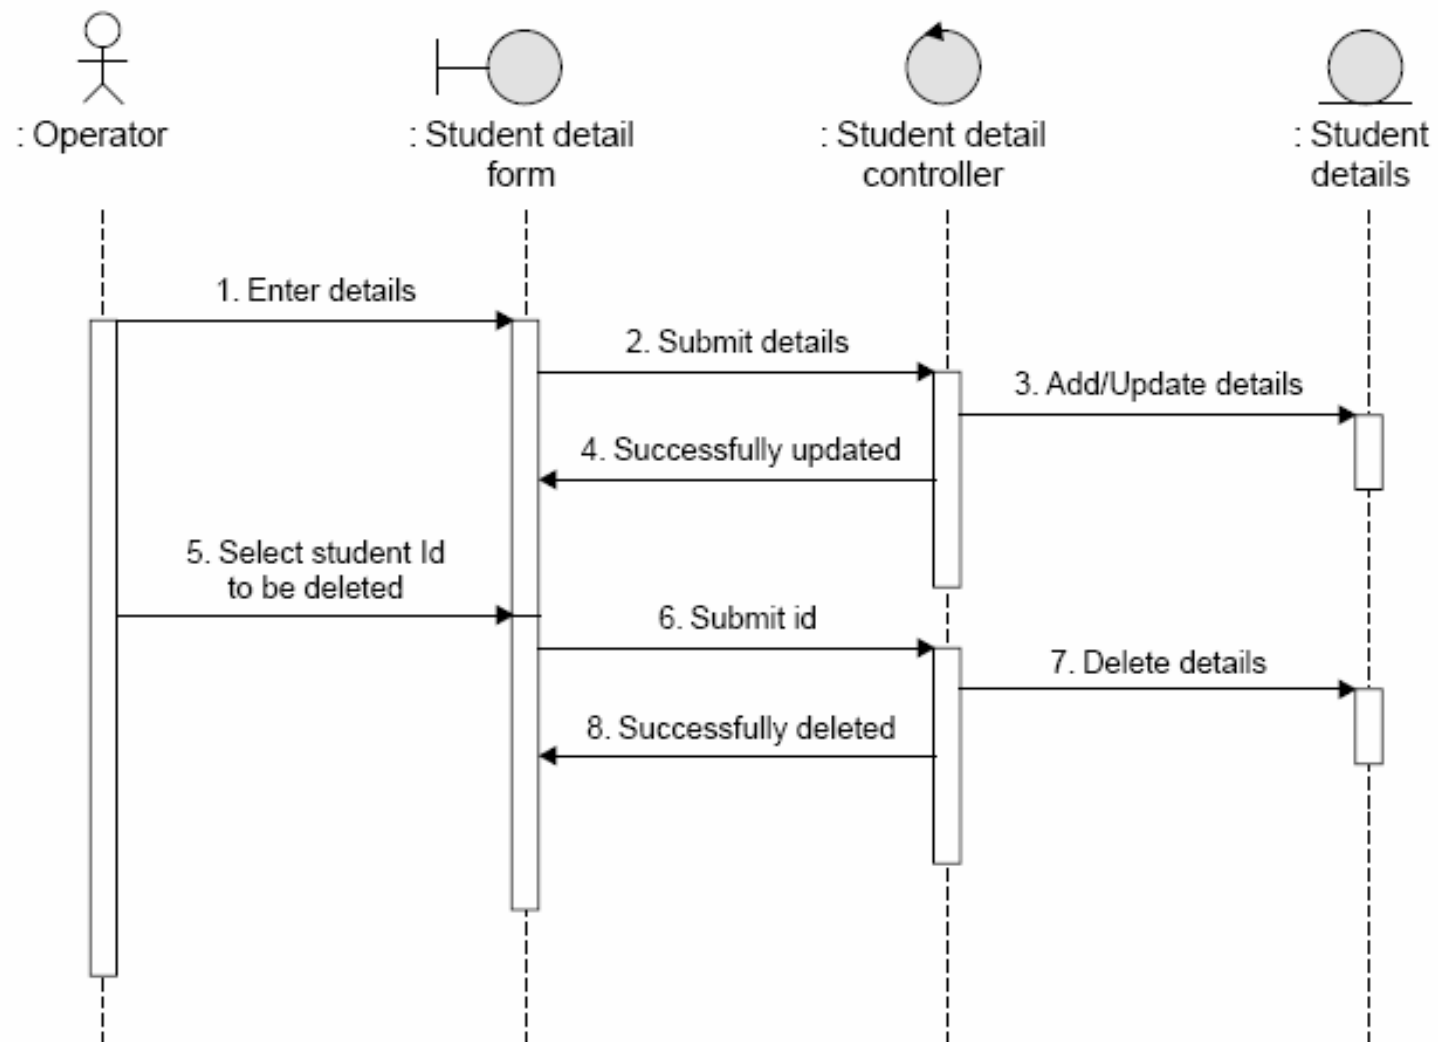 : Operator
: Student detail
form
: Student detail
controller
: Student
details
1. Enter details
2. Submit details
3. Add/Update details
4. Successfully updated
5. Select student Id
to be deleted
6. Submit id
7. Delete details
8. Successfully deleted